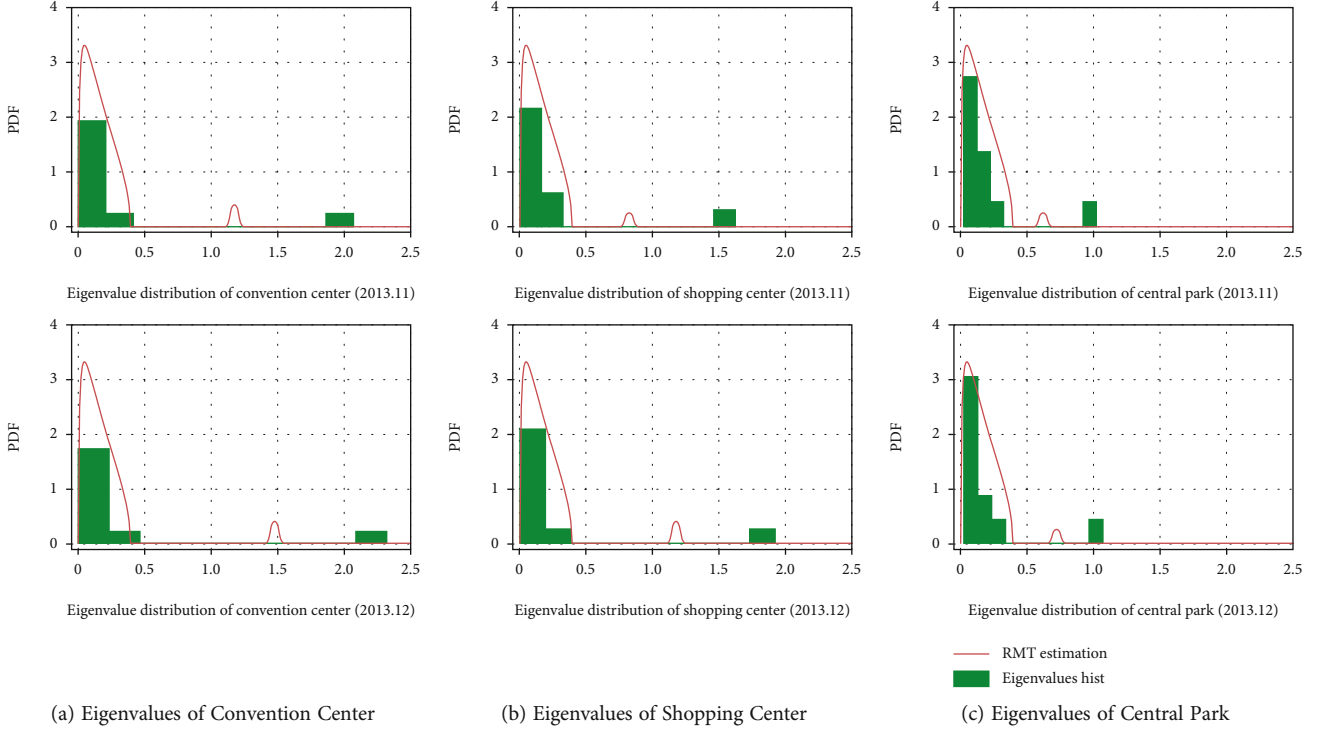 4
3
2
1
0
PDF
0 0.5 1.0 1.5 2.0 2.5
Eigenvalue distribution of convention center (2013.11)
4
3
2
1
0
PDF
0 0.5 1.0 1.5 2.0 2.5
Eigenvalue distribution of shopping center (2013.11)
4
3
2
1
0
PDF
0 0.5 1.0 1.5 2.0 2.5
Eigenvalue distribution of central park (2013.11)
4
3
2
1
0
PDF
0 0.5 1.0 1.5 2.0 2.5
Eigenvalue distribution of convention center (2013.12)
4
3
2
1
0
PDF
0 0.5 1.0 1.5 2.0 2.5
Eigenvalue distribution of shopping center (2013.12)
4
3
2
1
0
PDF
0 0.5 1.0 1.5 2.0 2.5
Eigenvalue distribution of central park (2013.12)
RMT estimation
Eigenvalues hist
(a) Eigenvalues of Convention Center
(b) Eigenvalues of Shopping Center
(c) Eigenvalues of Central Park